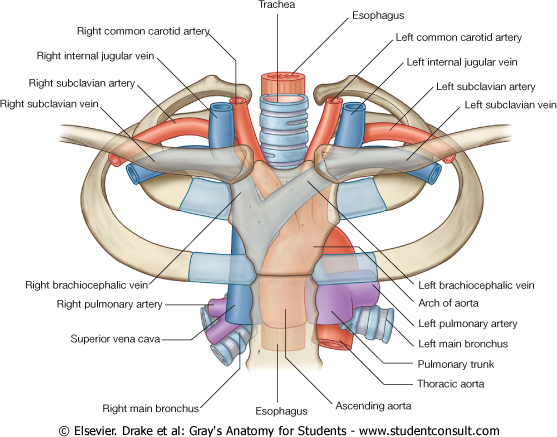 Trachea
Esophagus
Right common carotid artery
Left common carotid artery
Right internal jugular vein
Left internal jugular vein
Right subclavian artery
Left subclavian artery
Right subclavian vein
Left subclavian vein
Right brachiocephalic vein
Left brachiocephalic vein
Right pulmonary artery
Arch of aorta
Left pulmonary artery
Superior vena cava
Left main bronchus
Pulmonary trunk
Thoracic aorta
Right main bronchus
Esophagus
Ascending aorta
© Elsevier. Drake et al: Gray's Anatomy for Students - www.studentconsult.com